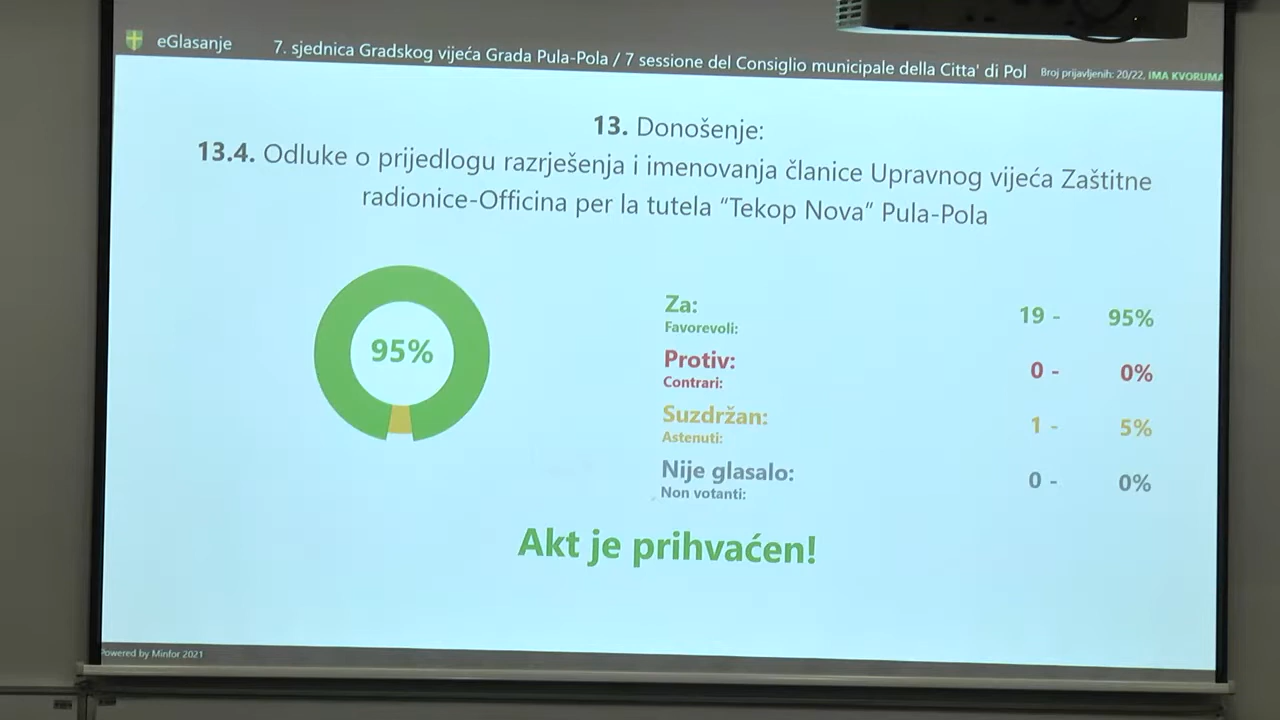 eGlasanje
7. sjednica Gradskog vijeća Grada Pula-Pola / 7 sessione del Consiglio municipale della Citta' di Pol
Broj prijavljenih: 20/22, IMA KVORUMA
13. Donošenje:
13.4. Odluke o prijedlogu razrješenja i imenovanja članice Upravnog vijeća Zaštitne
radionice-Officina per la tutela “Tekop Nova” Pula-Pola
95%
Za: 19 - 95%
Favorevoli:
Protiv: 0 - 0%
Contrari:
Suzdržan: 1 - 5%
Astenuti:
Nije glasalo: 0 - 0%
Non votanti:
Akt je prihvaćen!
Powered by Minfor 2021